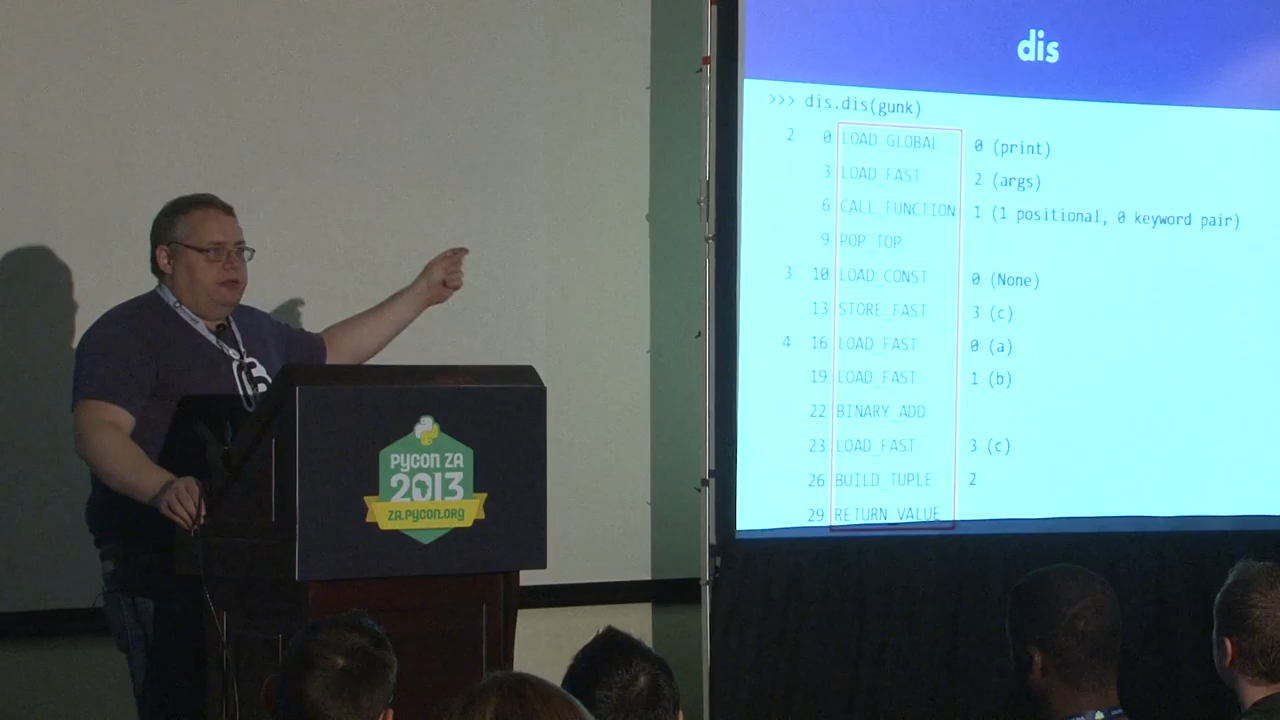 dis
>>> dis.dis(gunk)
2 0 LOAD_GLOBAL 0 (print)
3 LOAD_FAST 2 (args)
6 CALL_FUNCTION 1 (1 positional, 0 keyword pair)
9 POP_TOP
3 10 LOAD_CONST 0 (None)
13 STORE_FAST 3 (c)
4 16 LOAD_FAST 0 (a)
19 LOAD_FAST 1 (b)
22 BINARY_ADD
23 LOAD_FAST 3 (c)
26 BUILD_TUPLE 2
29 RETURN_VALUE
PYCON ZA
2013
ZA.PYCON.ORG